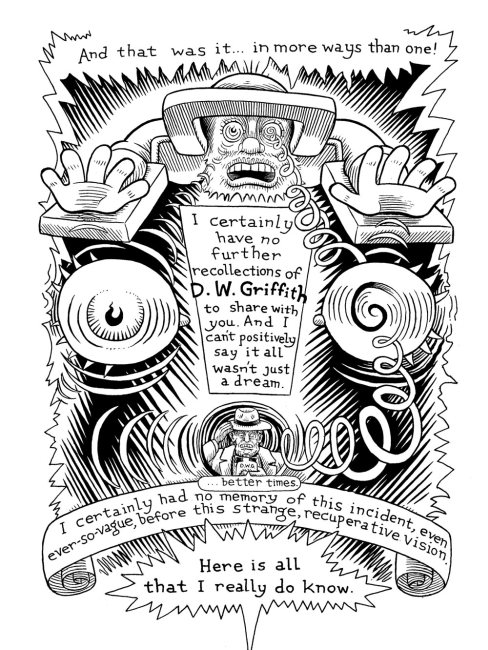 And that was it... in more ways than one!
I certainly
have no
further
recollections of
D. W. Griffith
to share with
you. And I
can't positively
say it all
wasn't just
a dream.
D.W.G.
...better times.
I certainly had no memory of this incident, even
ever-so-vague, before this strange, recuperative vision.
Here is all
that I really do know.